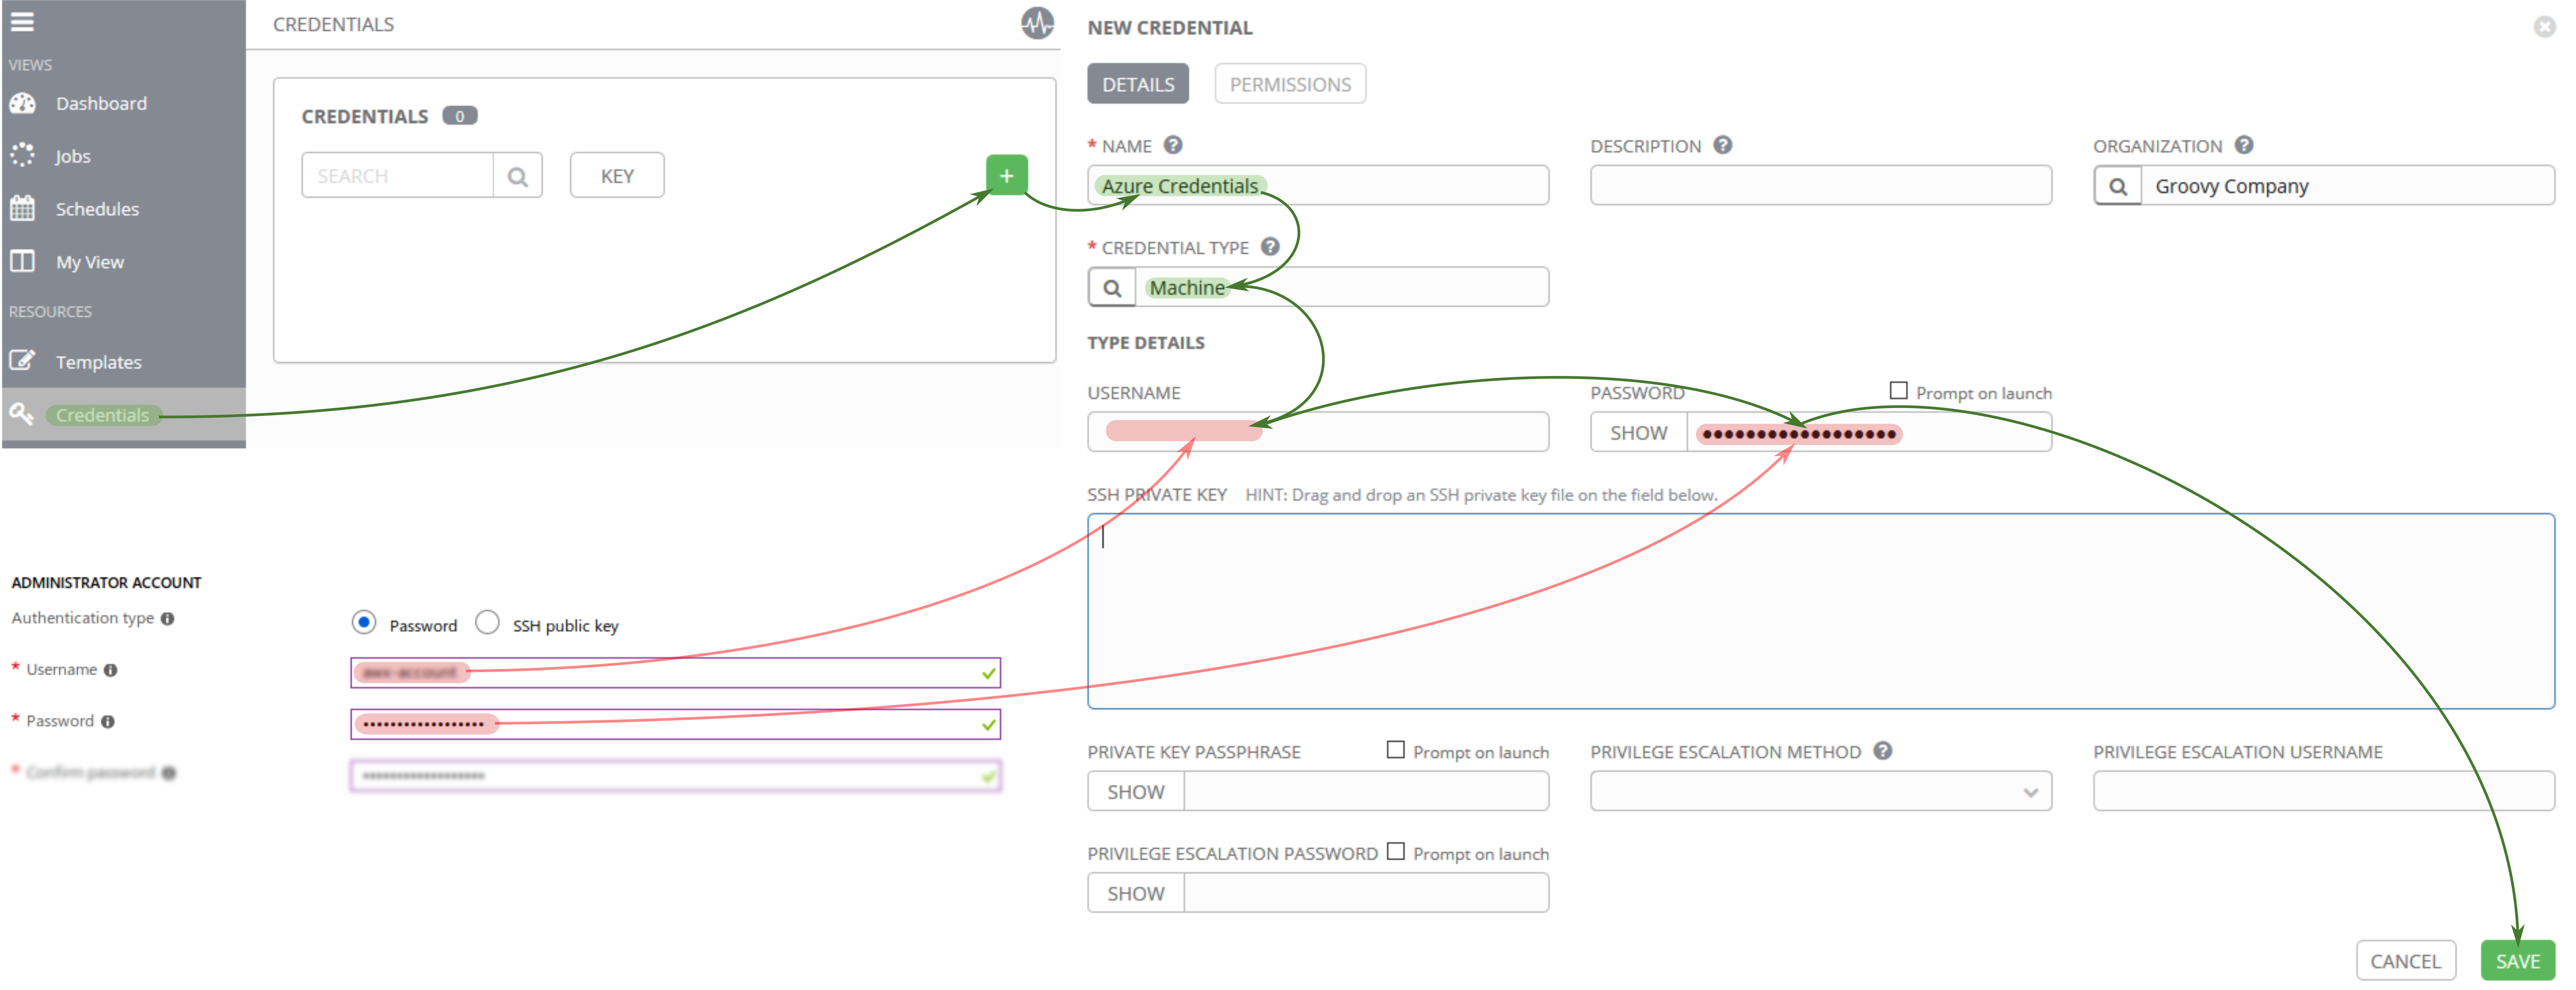 CREDENTIALS
VIEWS
Dashboard
Jobs
Schedules
My View
RESOURCES
Templates
Credentials
CREDENTIALS 0
SEARCH
KEY
+
NEW CREDENTIAL
DETAILS
PERMISSIONS
* NAME ?
DESCRIPTION ?
ORGANIZATION ?
Azure Credentials
Groovy Company
* CREDENTIAL TYPE ?
Machine
TYPE DETAILS
USERNAME
PASSWORD
Prompt on launch
SHOW ••••••••••••••••••
SSH PRIVATE KEY HINT: Drag and drop an SSH private key file on the field below.
PRIVATE KEY PASSPHRASE
Prompt on launch
PRIVILEGE ESCALATION METHOD ?
PRIVILEGE ESCALATION USERNAME
SHOW
PRIVILEGE ESCALATION PASSWORD
Prompt on launch
SHOW
CANCEL
SAVE
ADMINISTRATOR ACCOUNT
Authentication type
Password
SSH public key
* Username
* Password
••••••••••••••••••
* Confirm password
••••••••••••••••••